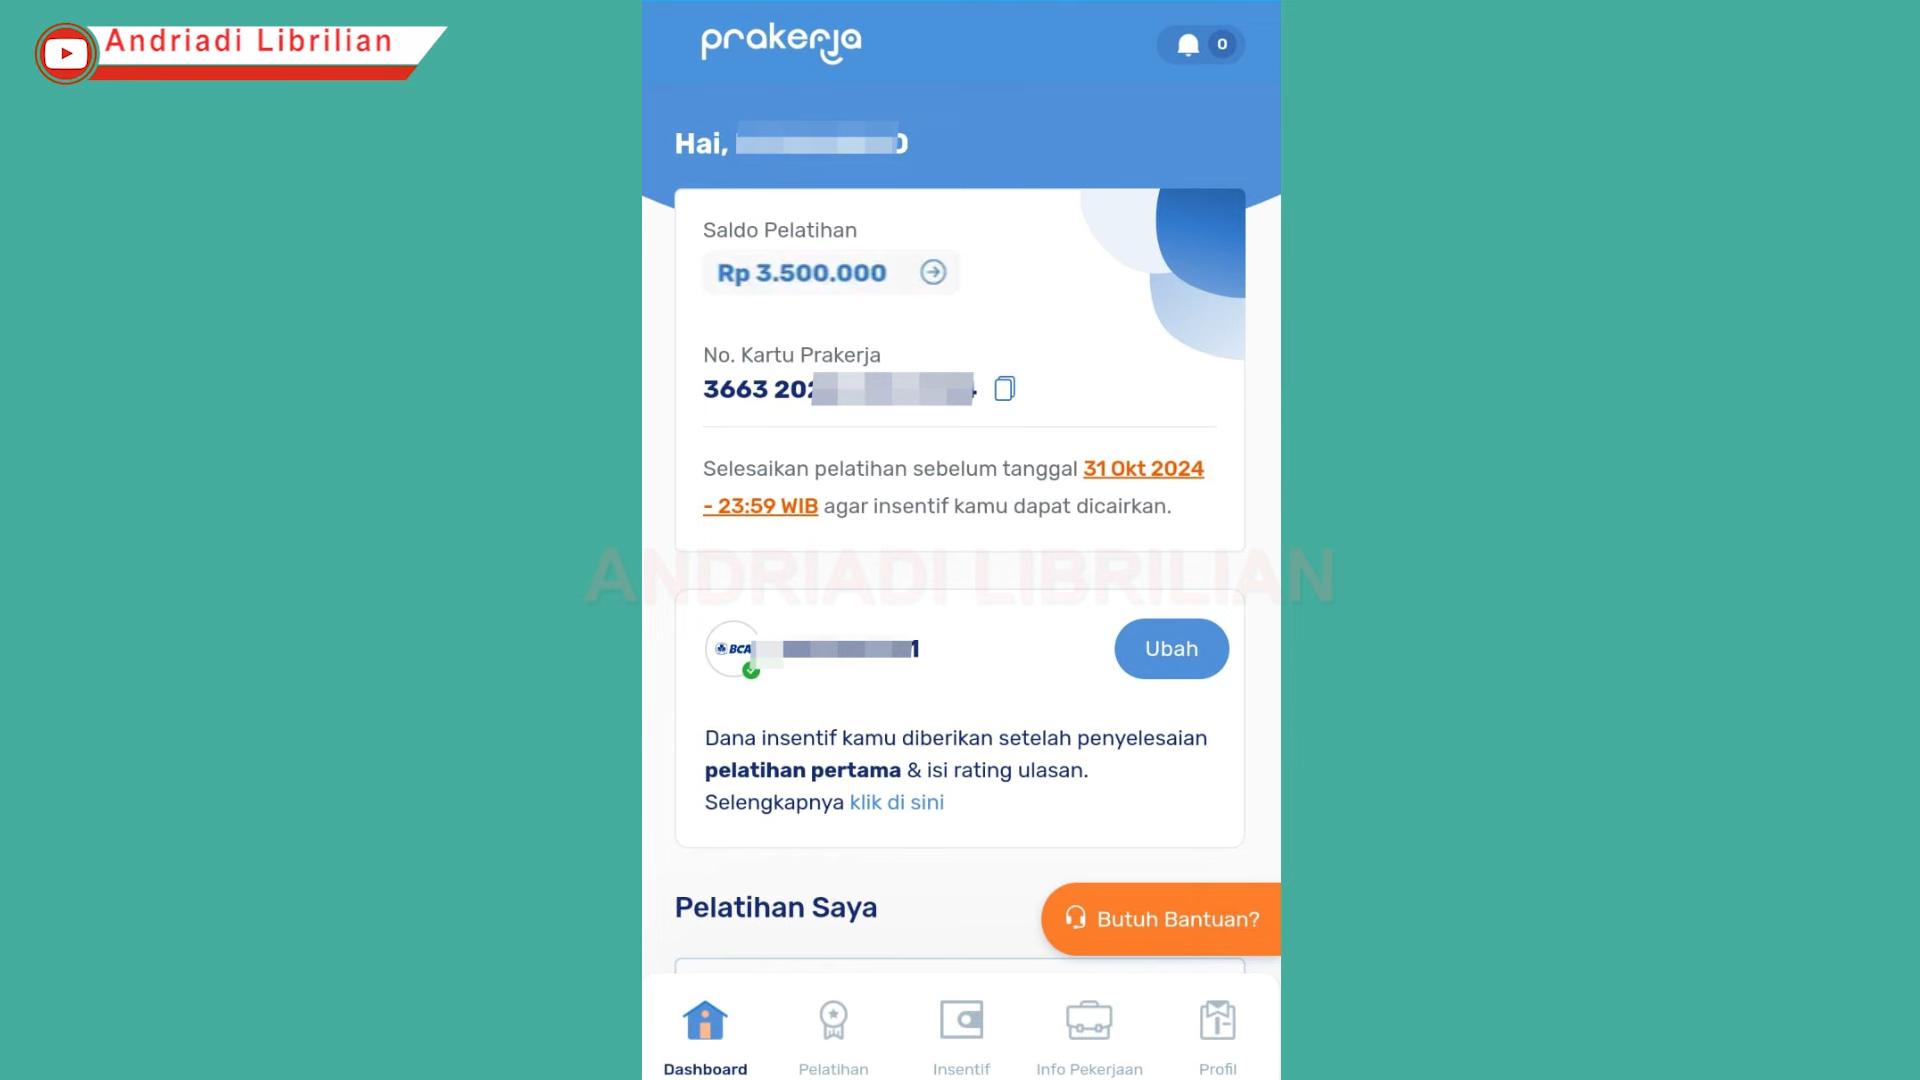 Andriadi Librilian
prakerja
0
Hai,
Saldo Pelatihan
Rp 3.500.000
No. Kartu Prakerja
3663 202
Selesaikan pelatihan sebelum tanggal 31 Okt 2024
- 23:59 WIB agar insentif kamu dapat dicairkan.
ANDRIADI LIBRILIAN
BCA
Ubah
Dana insentif kamu diberikan setelah penyelesaian
pelatihan pertama & isi rating ulasan.
Selengkapnya klik di sini
Pelatihan Saya
Butuh Bantuan?
Dashboard
Pelatihan
Insentif
Info Pekerjaan
Profil